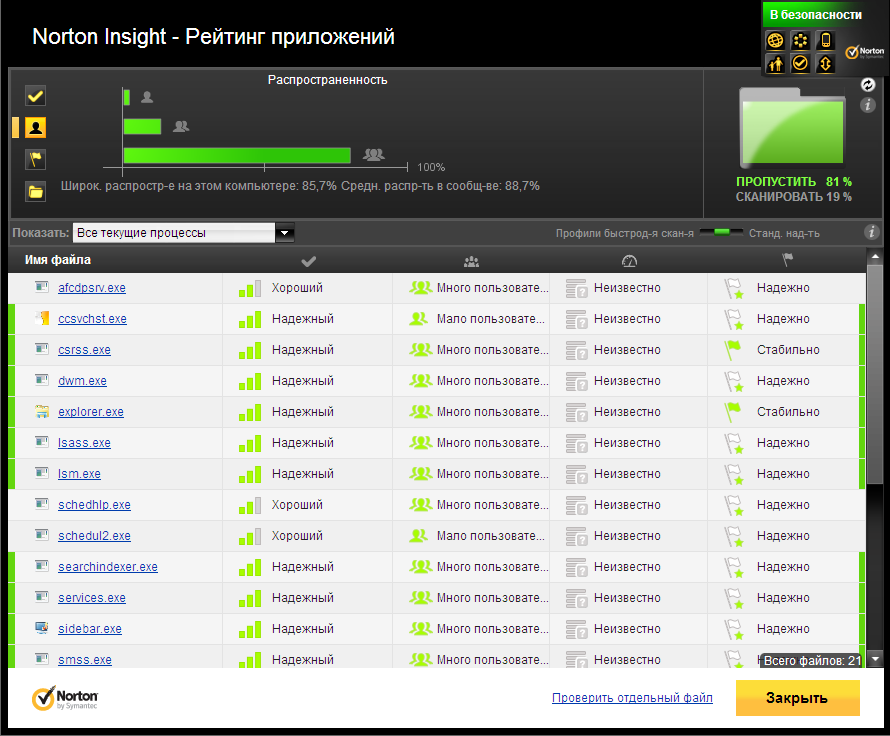 В безопасности
Norton Insight - Рейтинг приложений
Norton
by Symantec
Распространенность
100%
Широк. распростр-е на этом компьютере: 85,7% Средн. распр-ть в сообщ-ве: 88,7%
ПРОПУСТИТЬ 81 %
СКАНИРОВАТЬ 19 %
Показать: Все текущие процессы Профили быстрод-я скан-я Станд. над-ть
Имя файла
afcdpsrv.exe Хороший Много пользовате... Неизвестно Надежно
ccsvchst.exe Надежный Мало пользовате... Неизвестно Надежно
csrss.exe Надежный Много пользовате... Неизвестно Стабильно
dwm.exe Надежный Много пользовате... Неизвестно Надежно
explorer.exe Надежный Много пользовате... Неизвестно Стабильно
lsass.exe Надежный Много пользовате... Неизвестно Надежно
lsm.exe Надежный Много пользовате... Неизвестно Надежно
schedhlp.exe Хороший Много пользовате... Неизвестно Надежно
schedul2.exe Хороший Мало пользовате... Неизвестно Надежно
searchindexer.exe Надежный Много пользовате... Неизвестно Надежно
services.exe Надежный Много пользовате... Неизвестно Надежно
sidebar.exe Надежный Много пользовате... Неизвестно Надежно
smss.exe Надежный Много пользовате... Неизвестно
Всего файлов: 21
Norton
by Symantec
Проверить отдельный файл
Закрыть